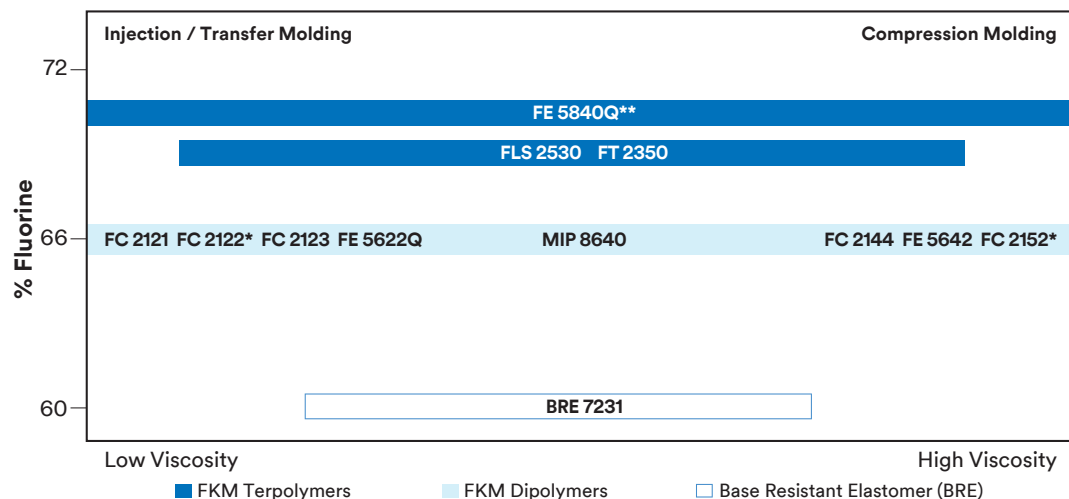 Injection / Transfer Molding Compression Molding
72
FE 5840Q**
FLS 2530 FT 2350
% Fluorine
66
FC 2121 FC 2122* FC 2123 FE 5622Q MIP 8640 FC 2144 FE 5642 FC 2152*
60
BRE 7231
Low Viscosity High Viscosity
FKM Terpolymers FKM Dipolymers Base Resistant Elastomer (BRE)